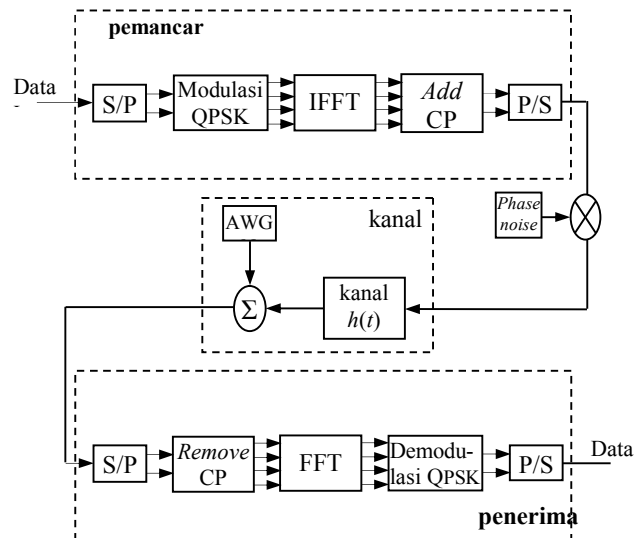 pemancar
Data
S/P
Modulasi
QPSK
IFFT
Add
CP
P/S
Phase
noise
kanal
AWG
Σ
kanal
h(t)
S/P
Remove
CP
FFT
Demodu-
lasi QPSK
P/S
Data
penerima